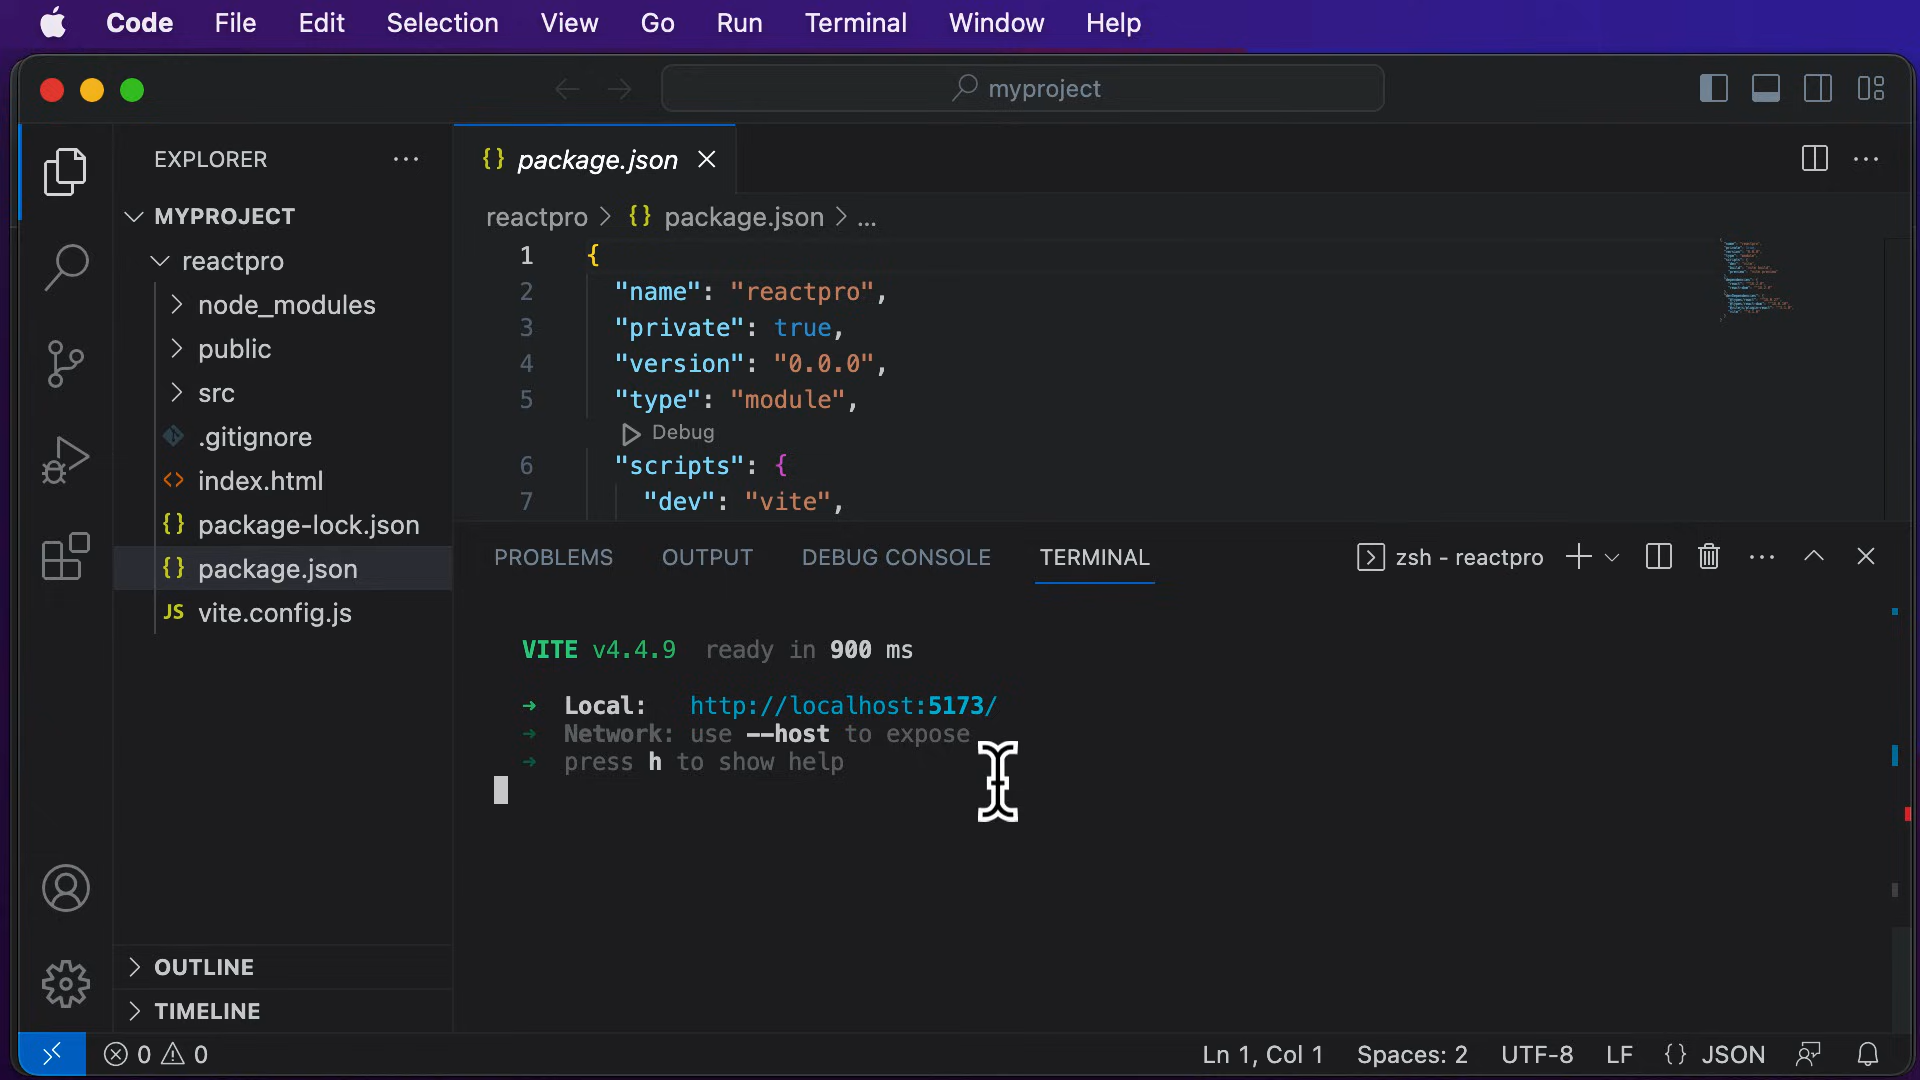 Code File Edit Selection View Go Run Terminal Window Help
myproject
EXPLORER
MYPROJECT
reactpro
node_modules
public
src
.gitignore
index.html
package-lock.json
package.json
JS vite.config.js
OUTLINE
TIMELINE
{} package.json
reactpro > {} package.json > ...
1 {
2 "name": "reactpro",
3 "private": true,
4 "version": "0.0.0",
5 "type": "module",
Debug
6 "scripts": {
7 "dev": "vite",
PROBLEMS OUTPUT DEBUG CONSOLE TERMINAL zsh - reactpro
VITE v4.4.9 ready in 900 ms
➜ Local: http://localhost:5173/
➜ Network: use --host to expose
➜ press h to show help
0 0 Ln 1, Col 1 Spaces: 2 UTF-8 LF {} JSON